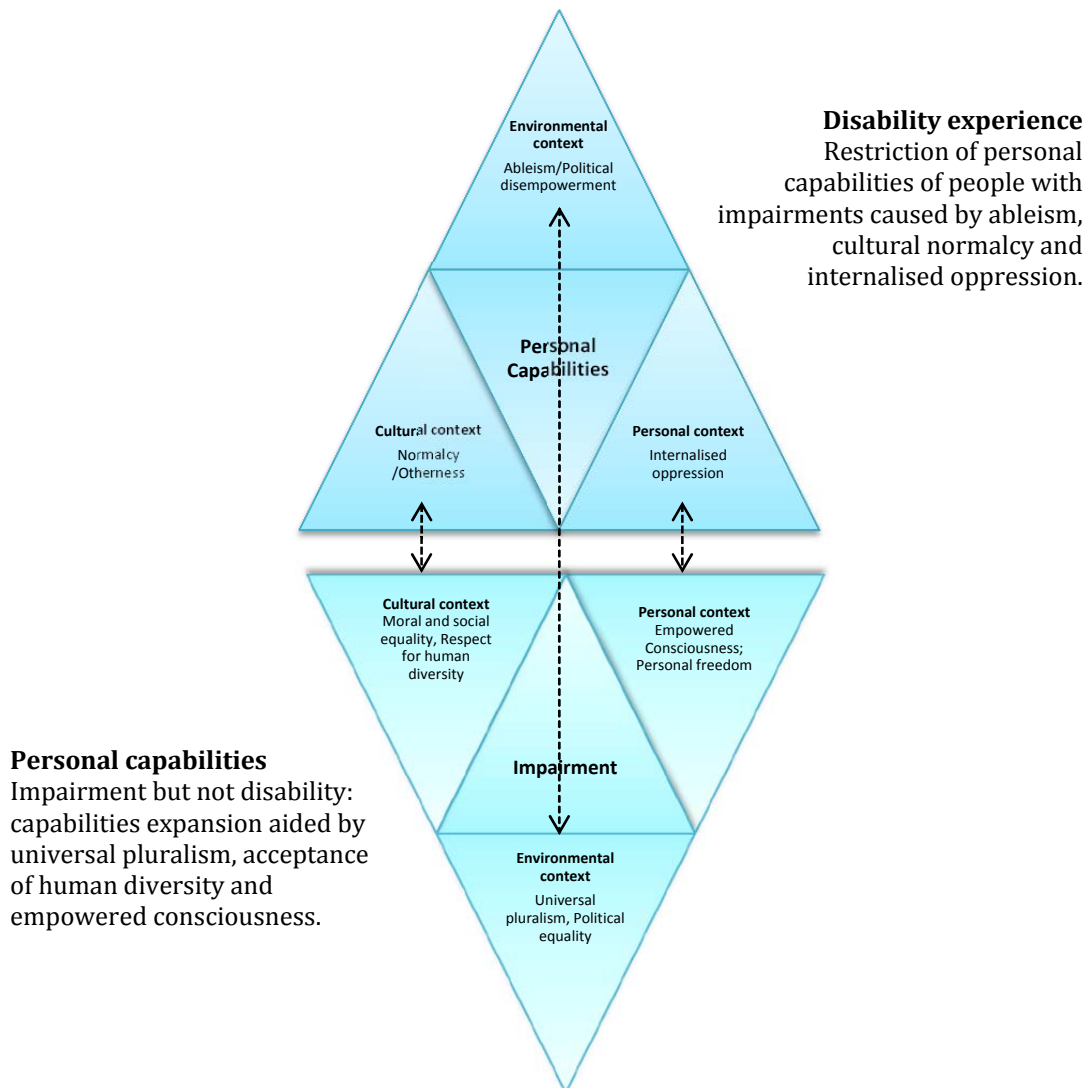 Environmental
context
Ableism/Political
disempowerment
Disability experience
Restriction of personal
capabilities of people with
impairments caused by ableism,
cultural normalcy and
internalised oppression.
Personal
Capabilities
Cultural context
Normalcy
/Otherness
Personal context
Internalised
oppression
Cultural context
Moral and social
equality, Respect
for human
diversity
Personal context
Empowered
Consciousness;
Personal freedom
Impairment
Personal capabilities
Impairment but not disability:
capabilities expansion aided by
universal pluralism, acceptance
of human diversity and
empowered consciousness.
Environmental
context
Universal
pluralism, Political
equality